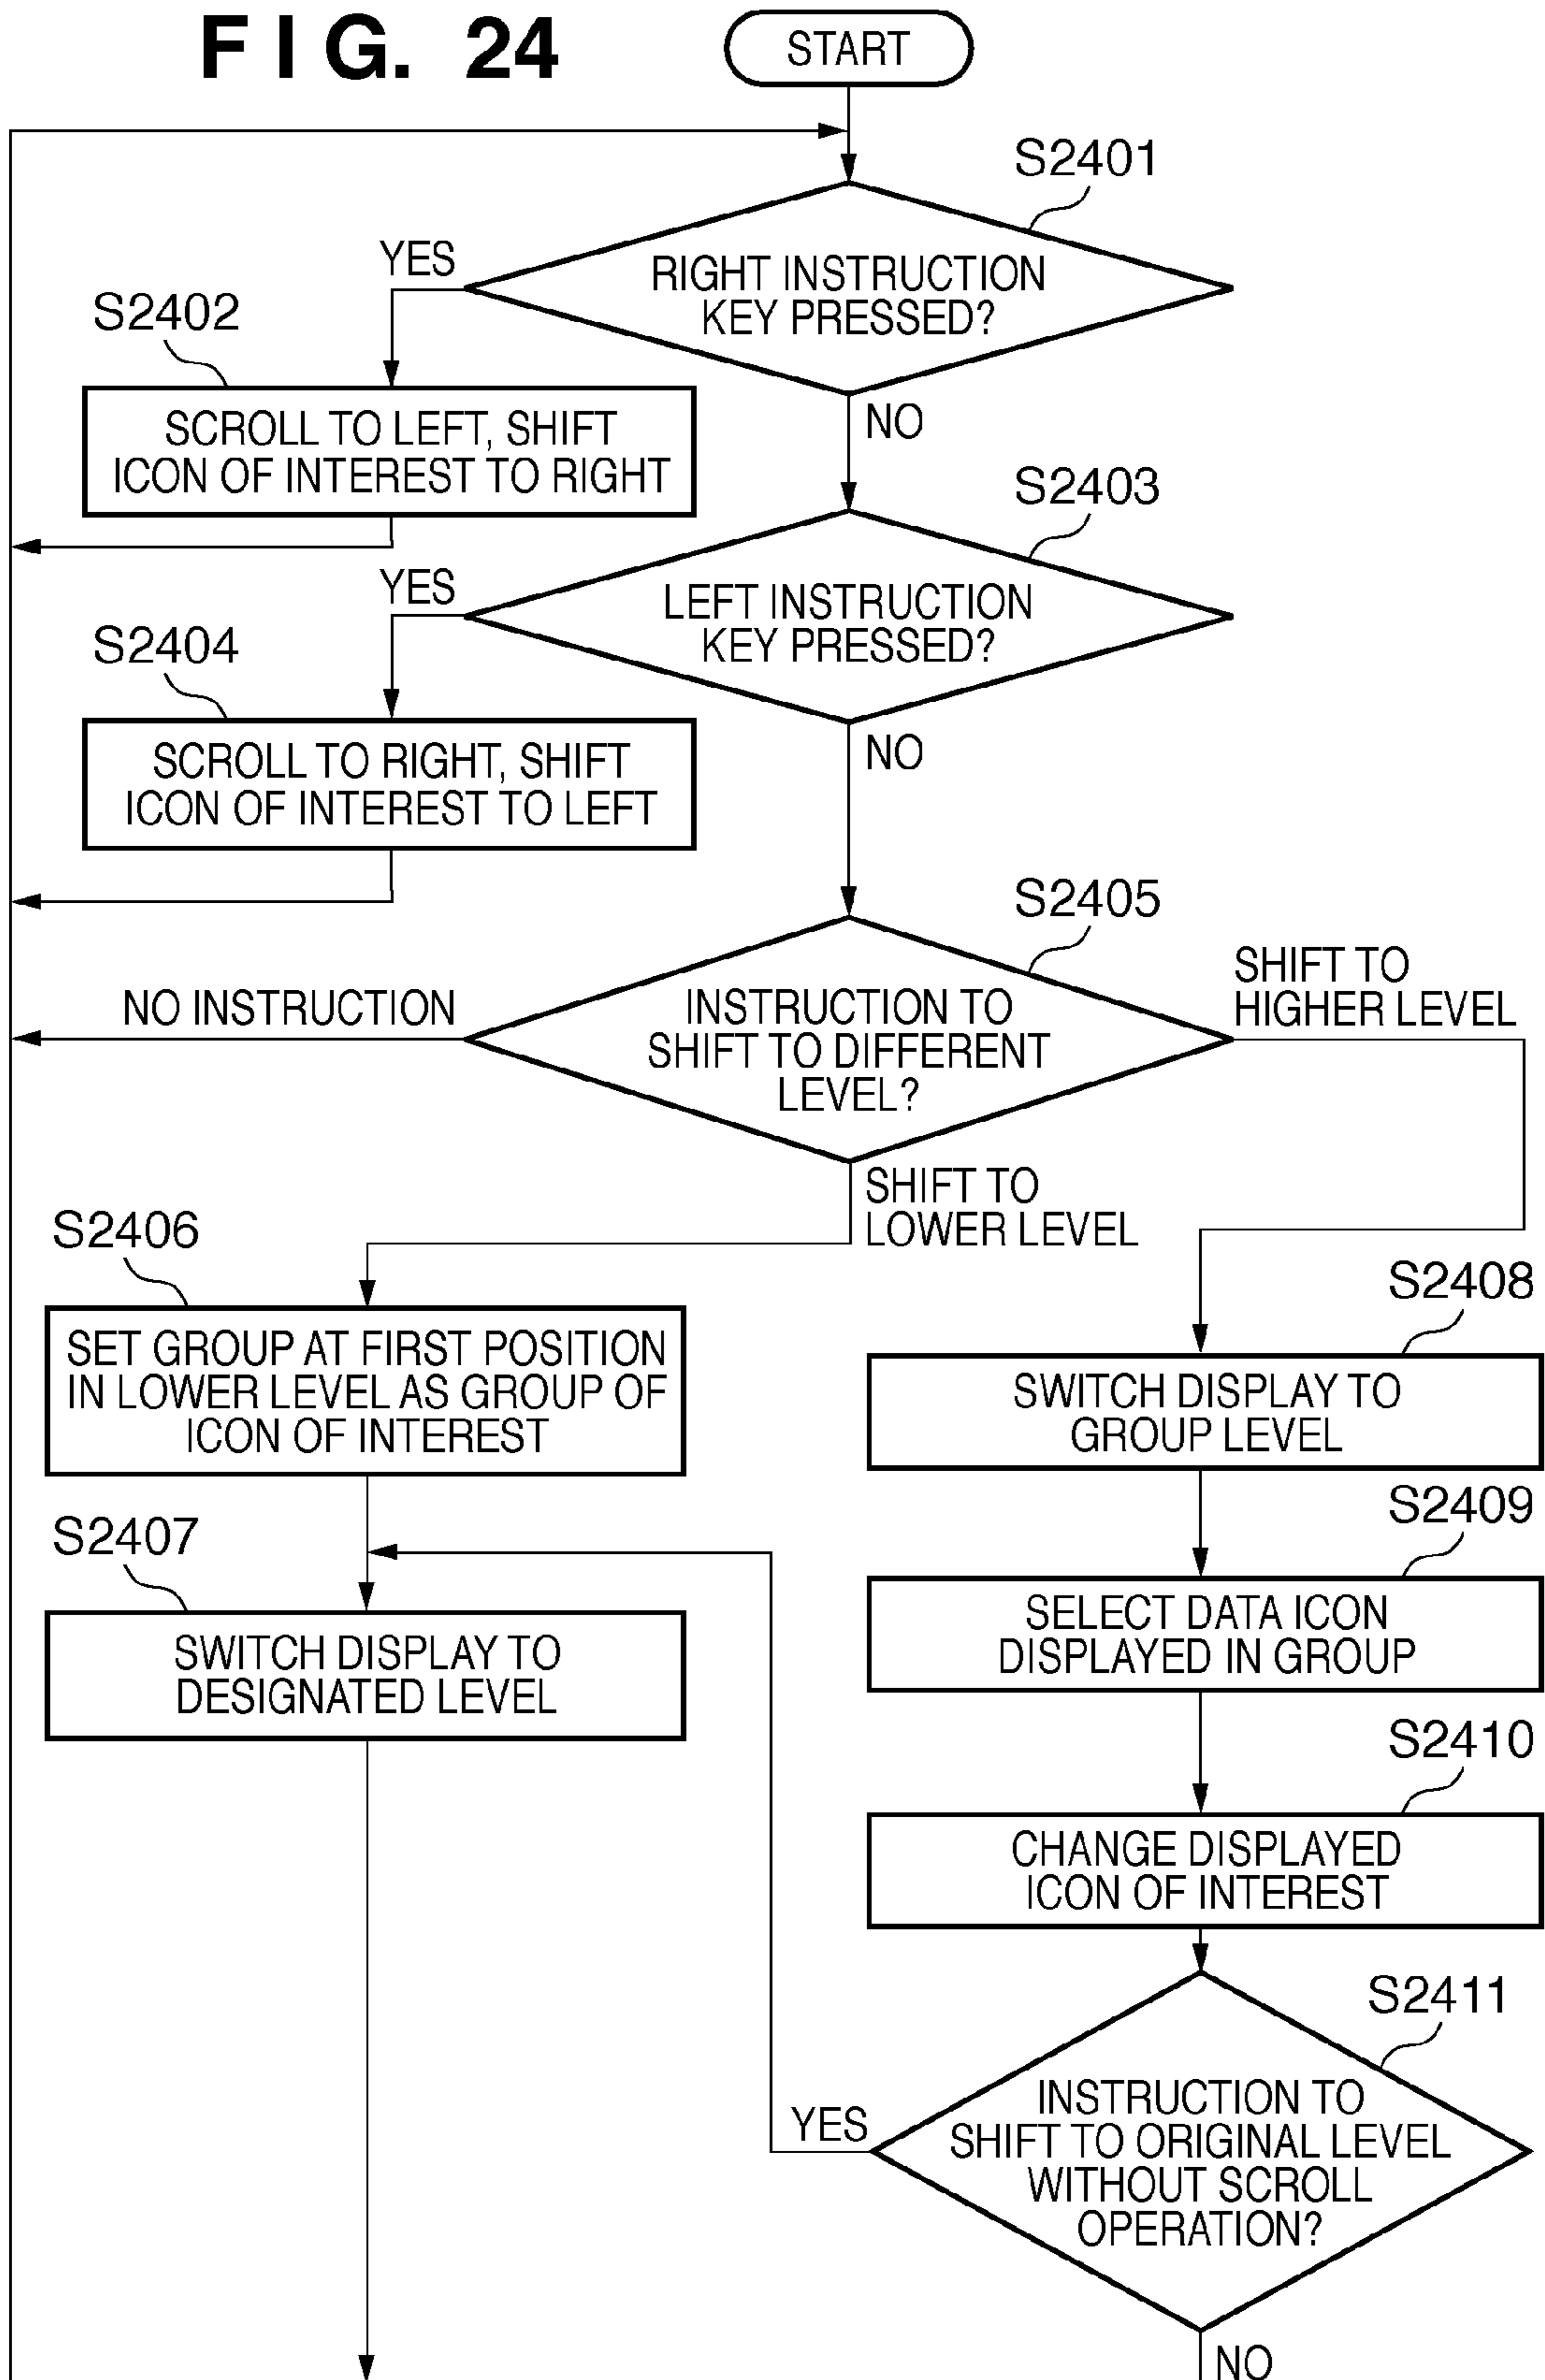 FIG. 24
START
S2401
RIGHT INSTRUCTION
KEY PRESSED?
YES
NO
S2402
SCROLL TO LEFT, SHIFT
ICON OF INTEREST TO RIGHT
S2403
LEFT INSTRUCTION
KEY PRESSED?
YES
NO
S2404
SCROLL TO RIGHT, SHIFT
ICON OF INTEREST TO LEFT
S2405
INSTRUCTION TO
SHIFT TO DIFFERENT
LEVEL?
NO INSTRUCTION
SHIFT TO
HIGHER LEVEL
SHIFT TO
LOWER LEVEL
S2406
SET GROUP AT FIRST POSITION
IN LOWER LEVEL AS GROUP OF
ICON OF INTEREST
S2407
SWITCH DISPLAY TO
DESIGNATED LEVEL
S2408
SWITCH DISPLAY TO
GROUP LEVEL
S2409
SELECT DATA ICON
DISPLAYED IN GROUP
S2410
CHANGE DISPLAYED
ICON OF INTEREST
S2411
INSTRUCTION TO
SHIFT TO ORIGINAL LEVEL
WITHOUT SCROLL
OPERATION?
YES
NO